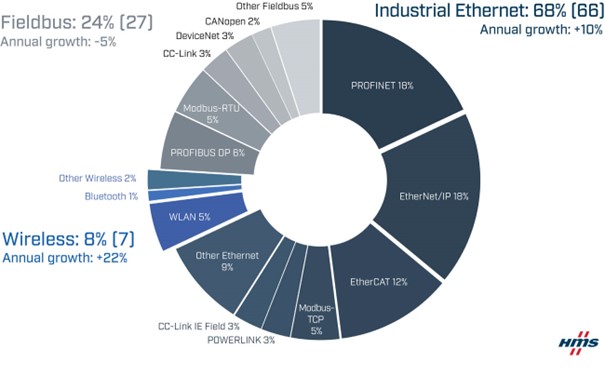 Fieldbus: 24% (27)
Annual growth: -5%
Industrial Ethernet: 68% (66)
Annual growth: +10%
Other Fieldbus 5%
CANopen 2%
DeviceNet 3%
CC-Link 3%
Modbus-RTU
5%
PROFIBUS DP 6%
PROFINET 18%
EtherNet/IP 18%
EtherCAT 12%
Modbus-
TCP
5%
POWERLINK 3%
CC-Link IE Field 3%
Other Ethernet
9%
Other Wireless 2%
Bluetooth 1%
WLAN 5%
Wireless: 8% (7)
Annual growth: +22%
HMS